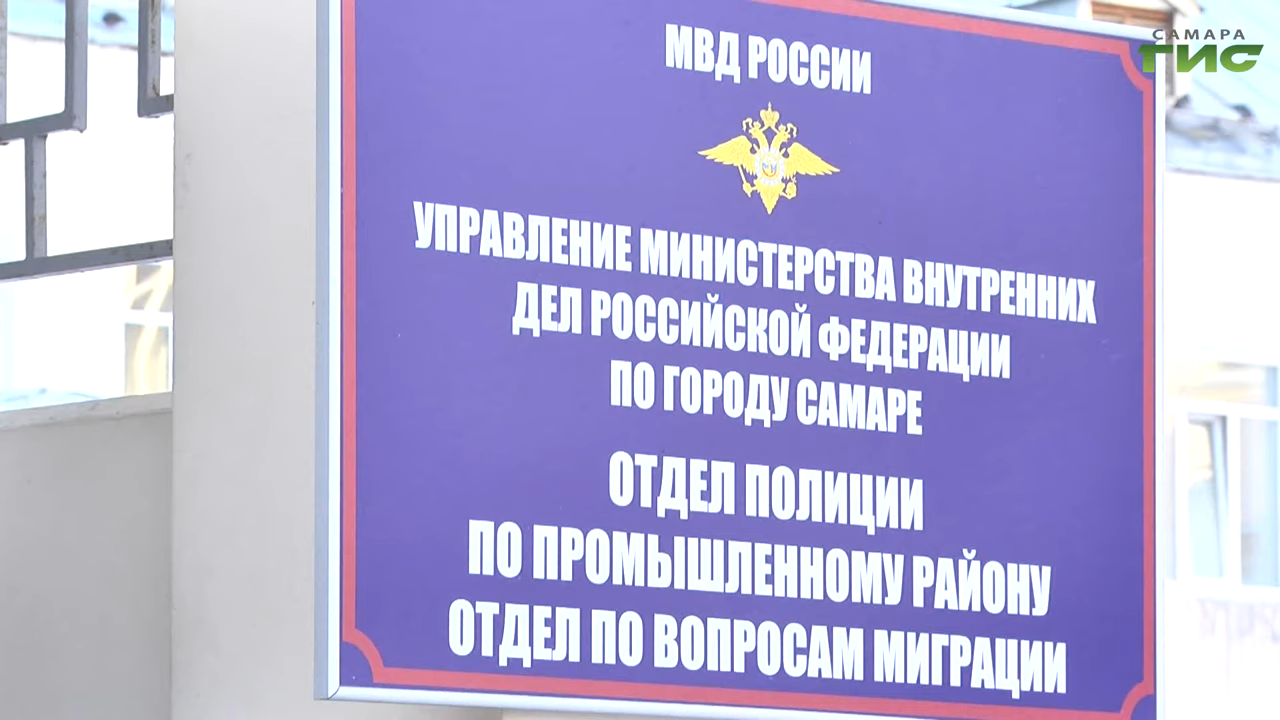 САМАРА
ГИС
МВД РОССИИ
УПРАВЛЕНИЕ МИНИСТЕРСТВА ВНУТРЕННИХ
ДЕЛ РОССИЙСКОЙ ФЕДЕРАЦИИ
ПО ГОРОДУ САМАРЕ
ОТДЕЛ ПОЛИЦИИ
ПО ПРОМЫШЛЕННОМУ РАЙОНУ
ОТДЕЛ ПО ВОПРОСАМ МИГРАЦИИ